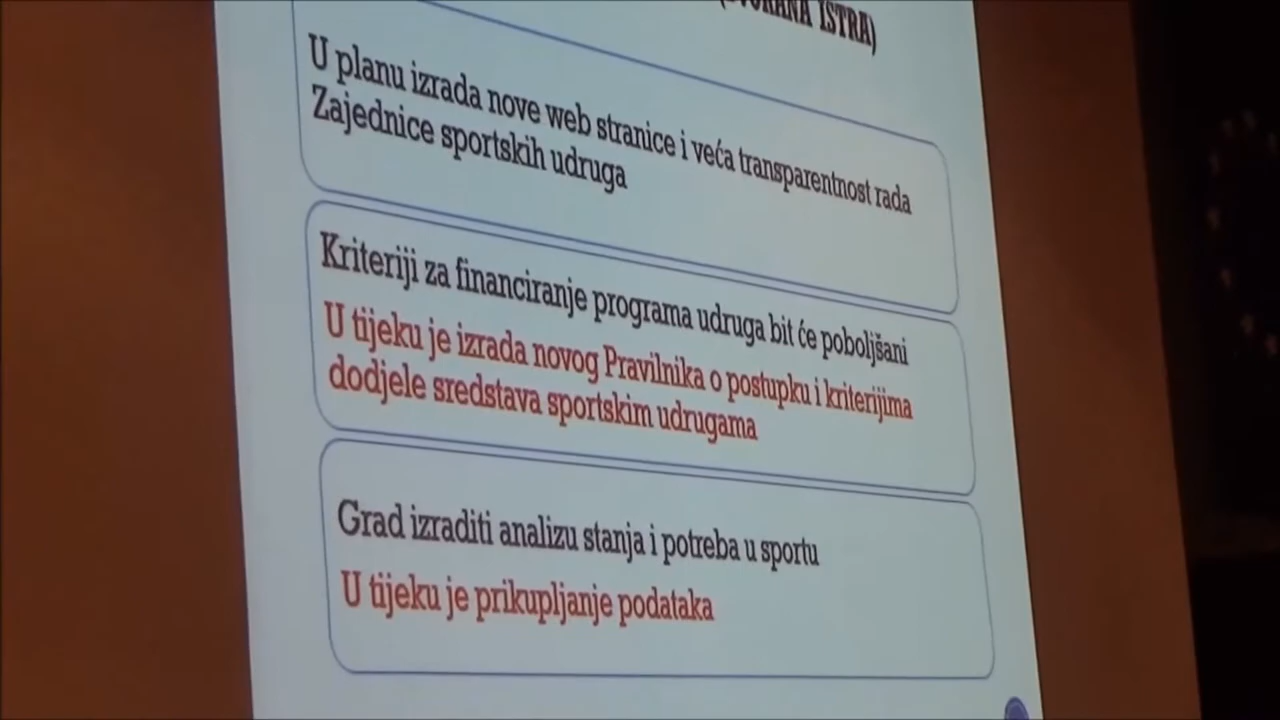 ISTRA)
U planu izrada nove web stranice i veća transparentnost rada
Zajednice sportskih udruga
Kriteriji za financiranje programa udruga bit će poboljšani
U tijeku je izrada novog Pravilnika o postupku i kriterijima
dodjele sredstava sportskim udrugama
Grad izraditi analizu stanja i potreba u sportu
U tijeku je prikupljanje podataka